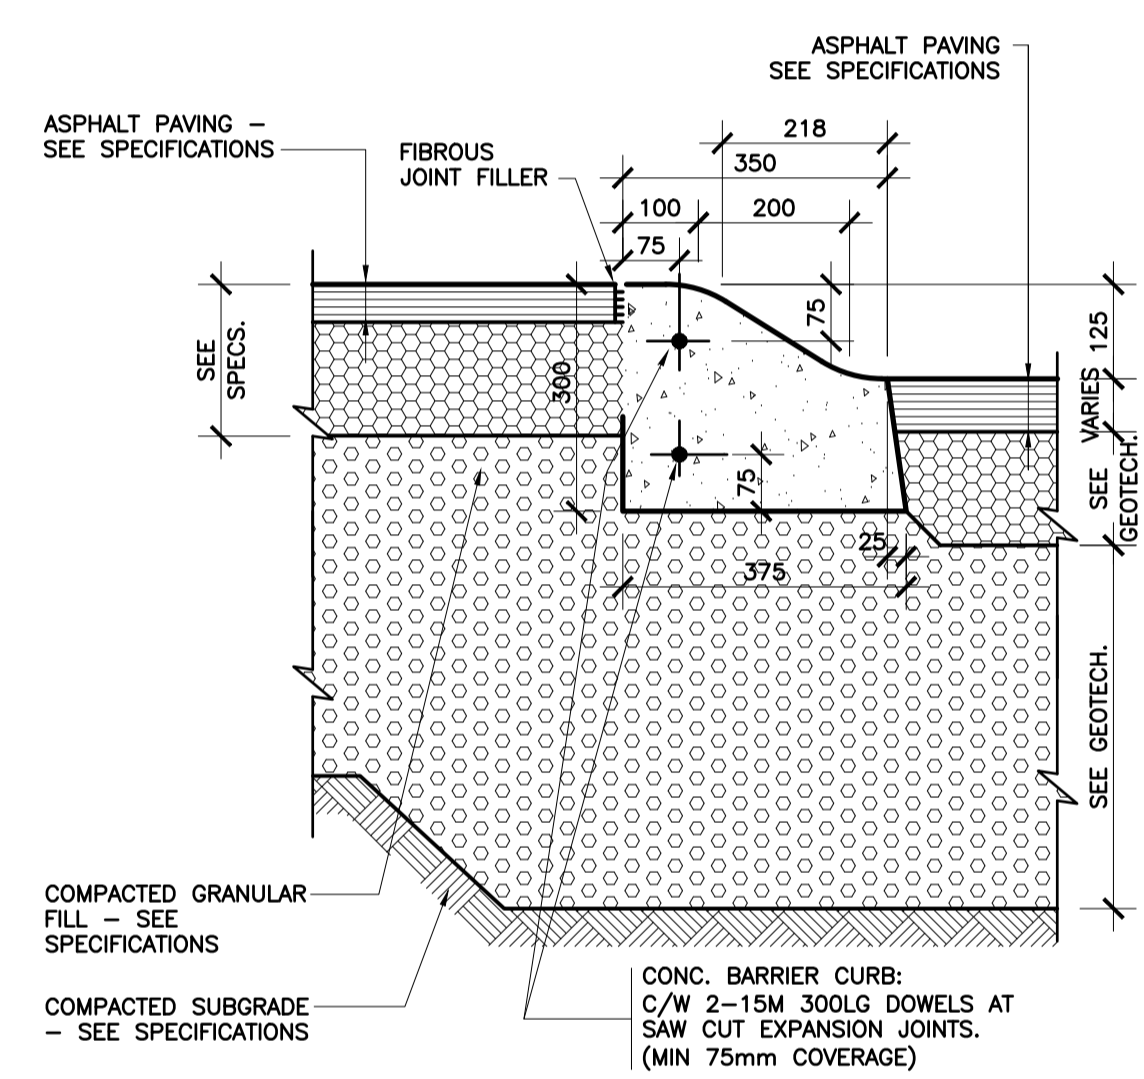 ASPHALT PAVING
SEE SPECIFICATIONS
ASPHALT PAVING –
SEE SPECIFICATIONS
FIBROUS
JOINT FILLER
218
350
100
200
75
75
125
SEE
SPECS.
300
VARIES
75
SEE
GEOTECH.
25
375
SEE GEOTECH.
COMPACTED GRANULAR
FILL – SEE
SPECIFICATIONS
COMPACTED SUBGRADE
– SEE SPECIFICATIONS
CONC. BARRIER CURB:
C/W 2–15M 300LG DOWELS AT
SAW CUT EXPANSION JOINTS.
(MIN 75mm COVERAGE)